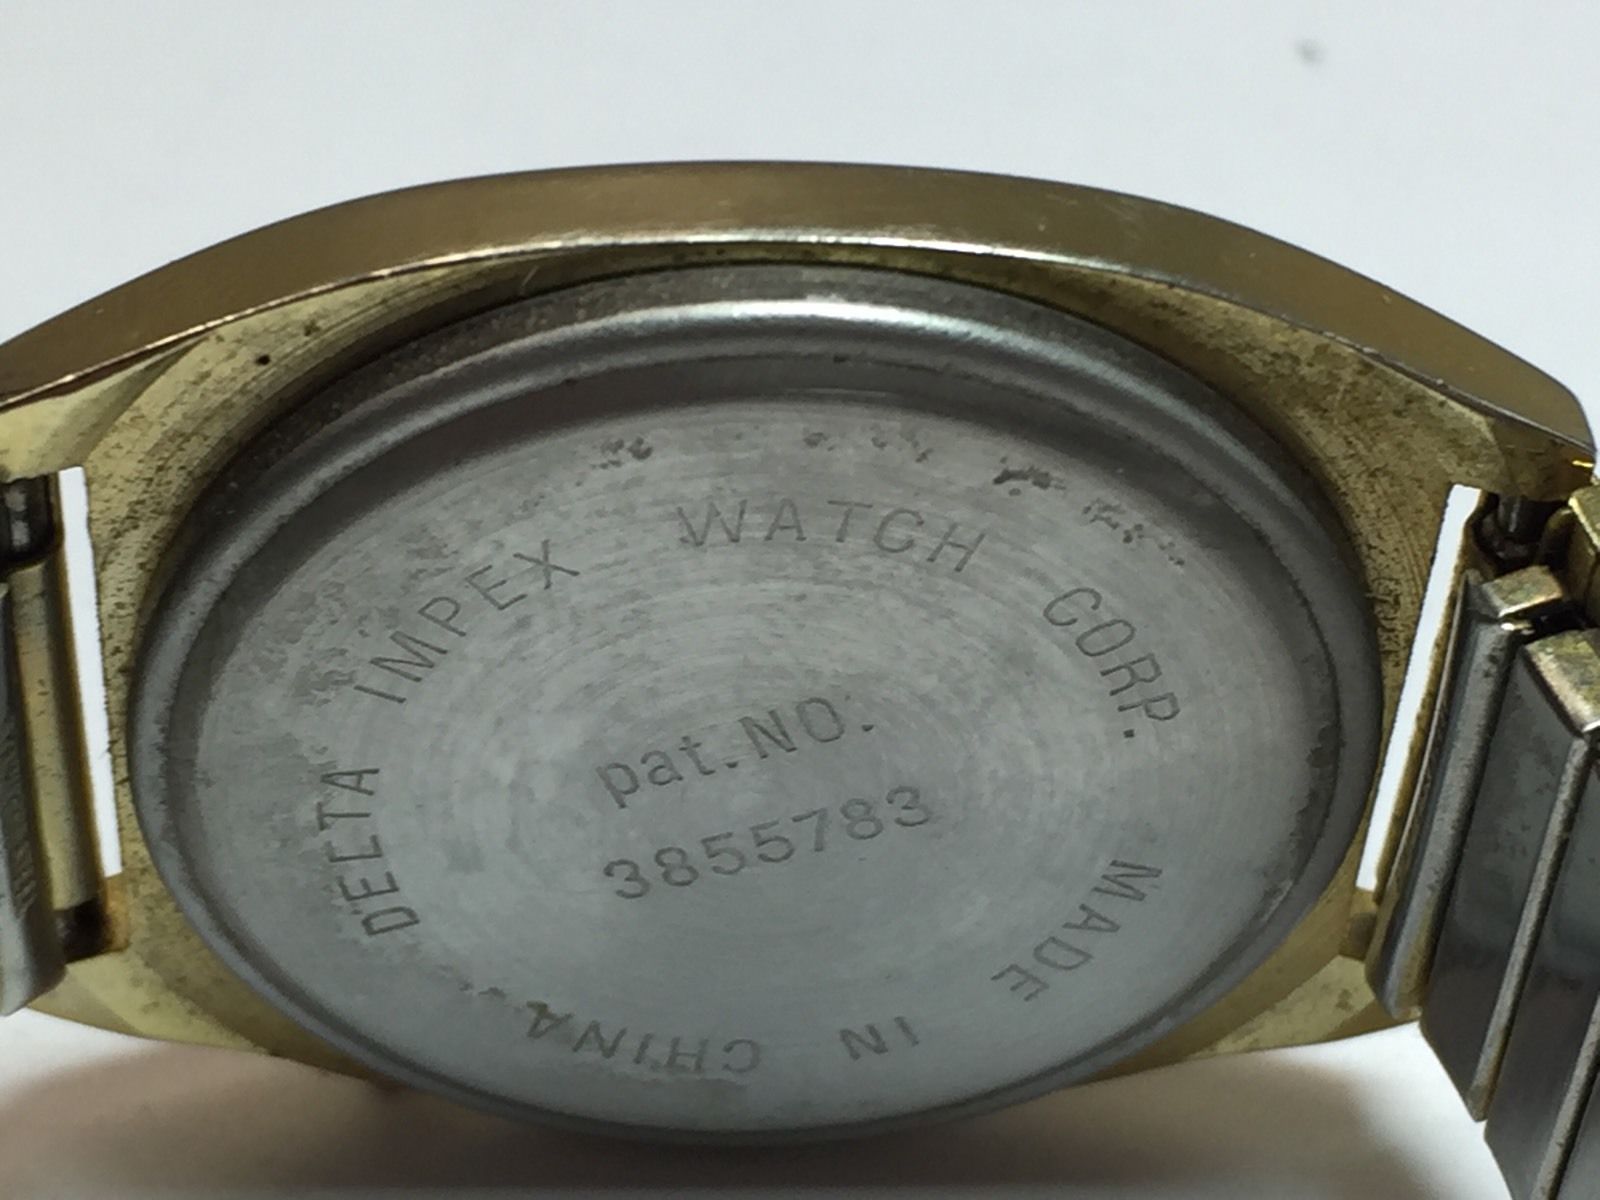 DELTA IMPEX WATCH CORP.
pat.NO:
3855783
MADE IN CHINA